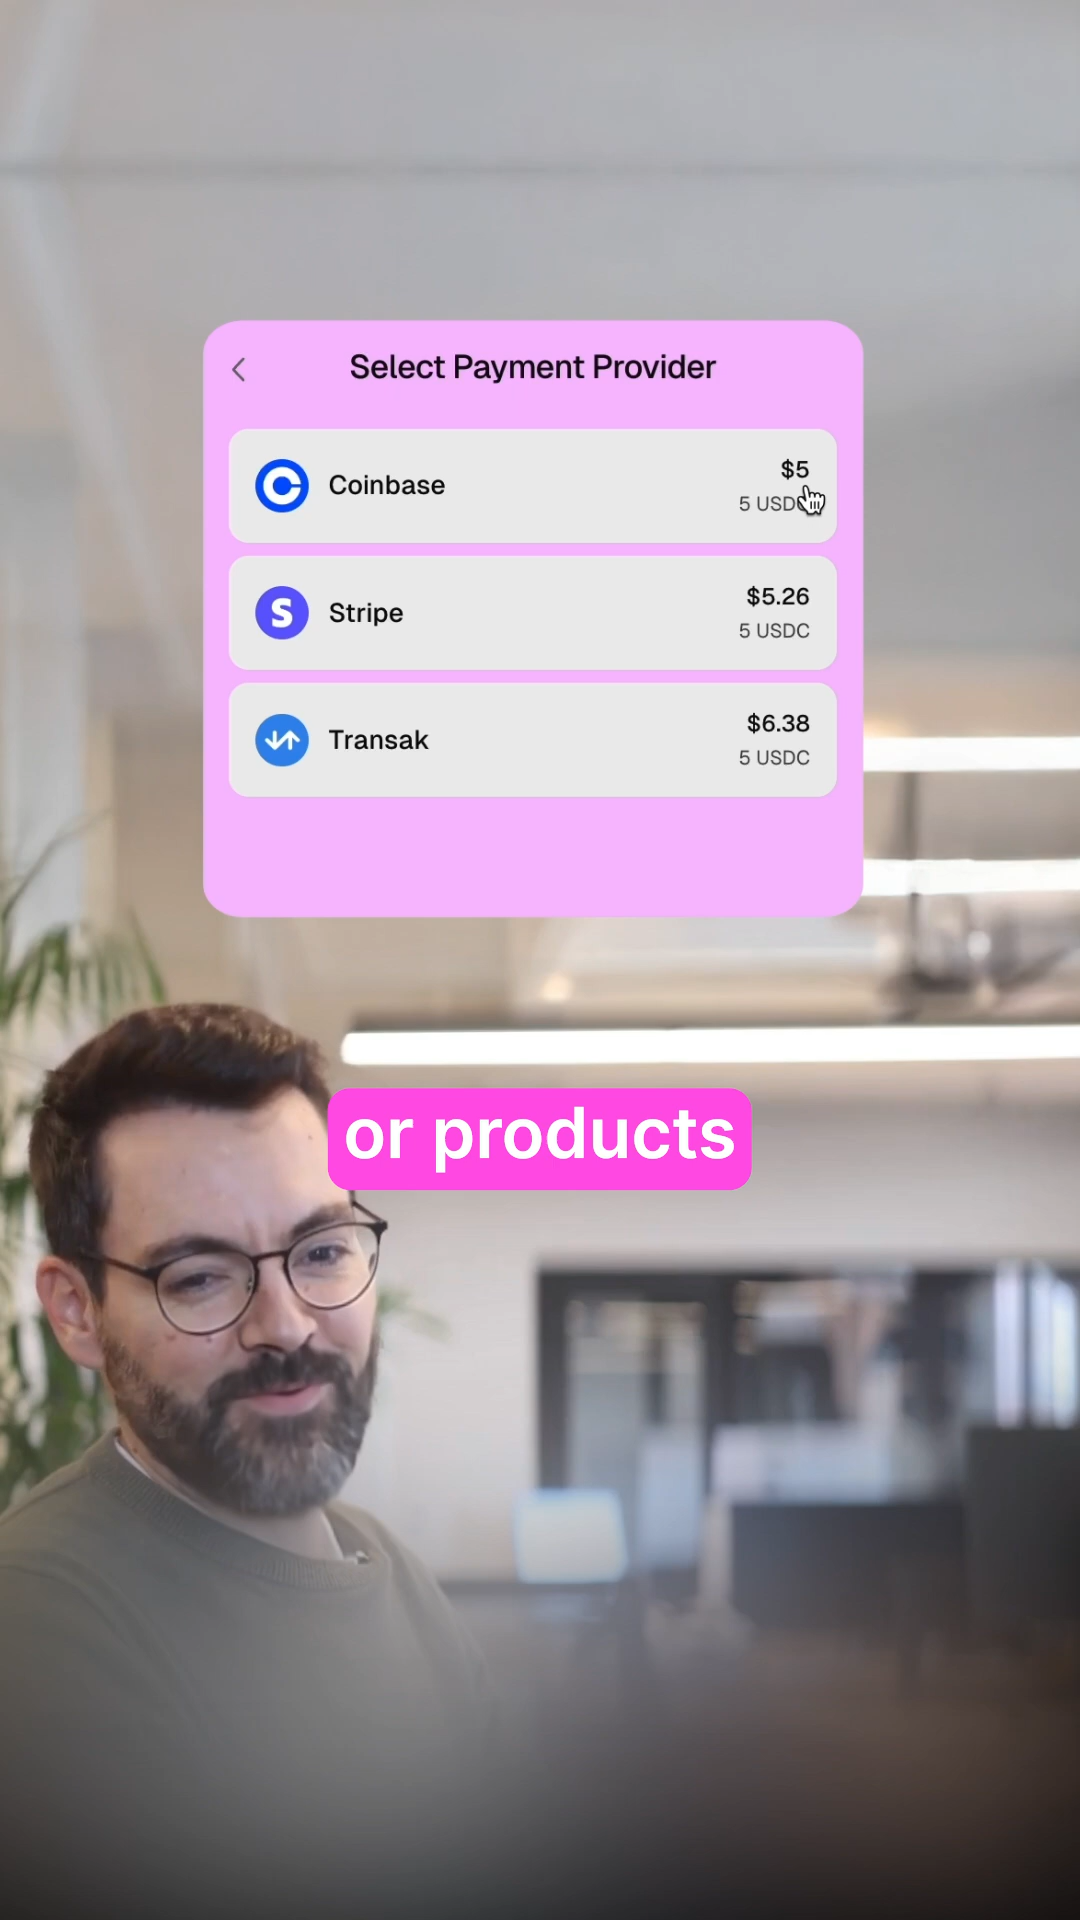 Select Payment Provider
Coinbase
$5
5 USDC
Stripe
$5.26
5 USDC
Transak
$6.38
5 USDC
or products